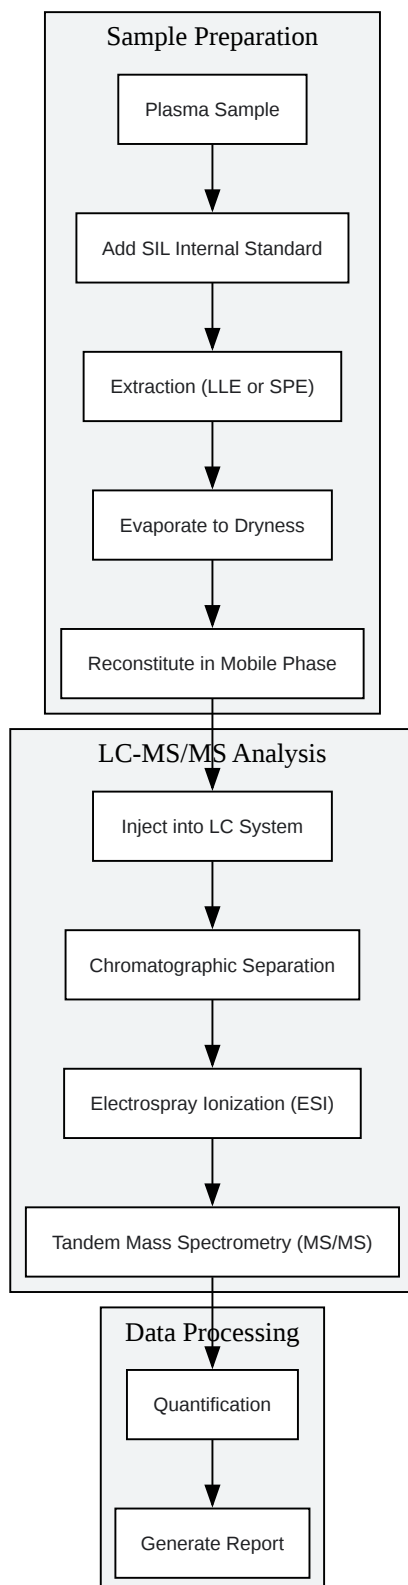 Sample Preparation
Plasma Sample
Add SIL Internal Standard
Extraction (LLE or SPE)
Evaporate to Dryness
Reconstitute in Mobile Phase
LC-MS/MS Analysis
Inject into LC System
Chromatographic Separation
Electrospray Ionization (ESI)
Tandem Mass Spectrometry (MS/MS)
Data Processing
Quantification
Generate Report